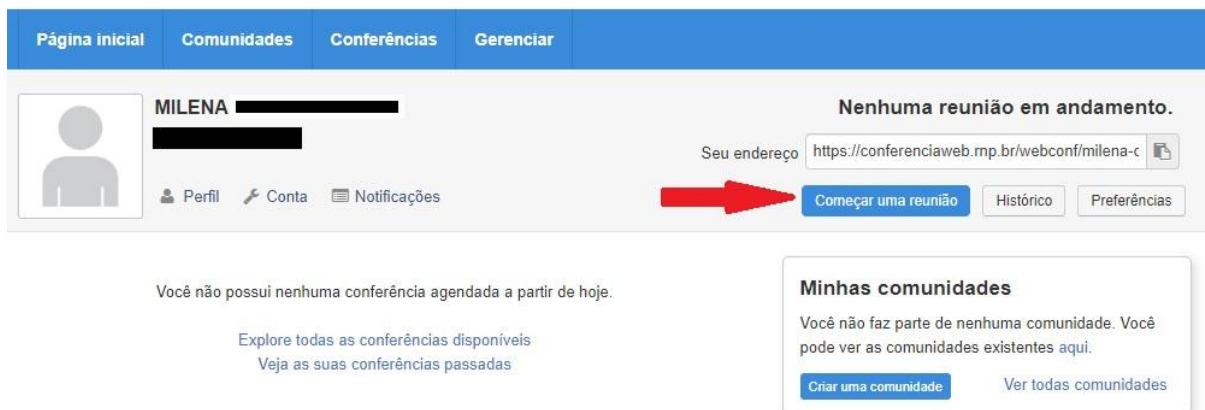 Página inicial Comunidades Conferências Gerenciar
MILENA
Perfil Conta Notificações
Nenhuma reunião em andamento.
Seu endereço https://conferenciaweb.rnp.br/webconf/milena-c
Começar uma reunião Histórico Preferências
Você não possui nenhuma conferência agendada a partir de hoje.
Explore todas as conferências disponíveis
Veja as suas conferências passadas
Minhas comunidades
Você não faz parte de nenhuma comunidade. Você
pode ver as comunidades existentes aqui.
Criar uma comunidade Ver todas comunidades